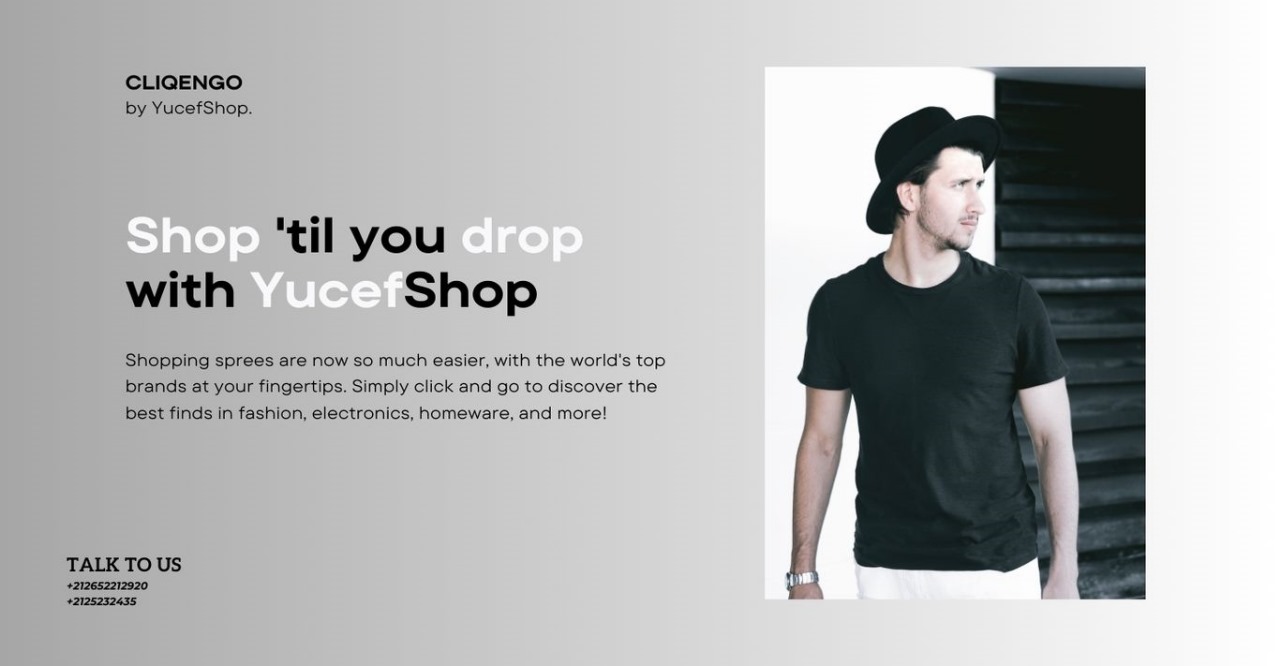 CLIQENGO
by YucefShop.
Shop 'til you drop
with YucefShop
Shopping sprees are now so much easier, with the world's top
brands at your fingertips. Simply click and go to discover the
best finds in fashion, electronics, homeware, and more!
TALK TO US
+212652212920
+2125232435